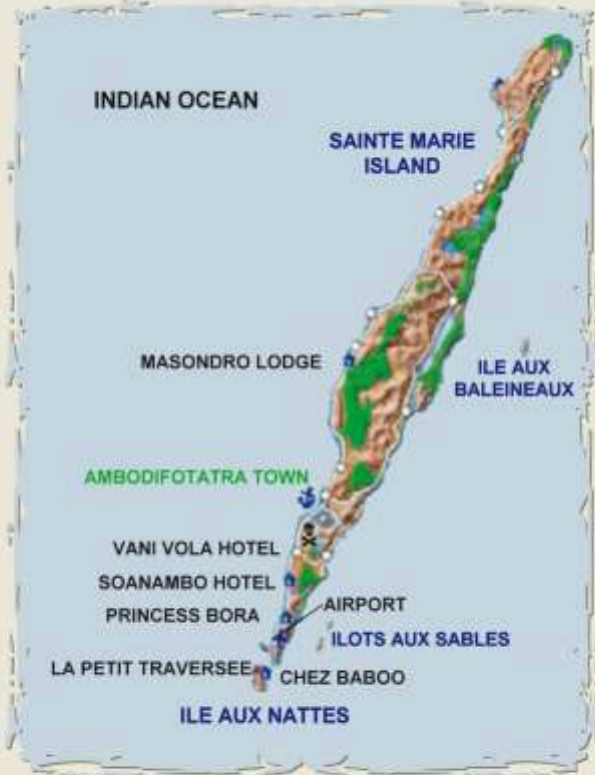 INDIAN OCEAN
SAINTE MARIE
ISLAND
MASONDRO LODGE
ILE AUX
BALEINEAUX
AMBODIFOTATRA TOWN
VANI VOLA HOTEL
SOANAMBO HOTEL
AIRPORT
PRINCESS BORA
ILOTS AUX SABLES
LA PETIT TRAVERSEE
CHEZ BABOO
ILE AUX NATTES